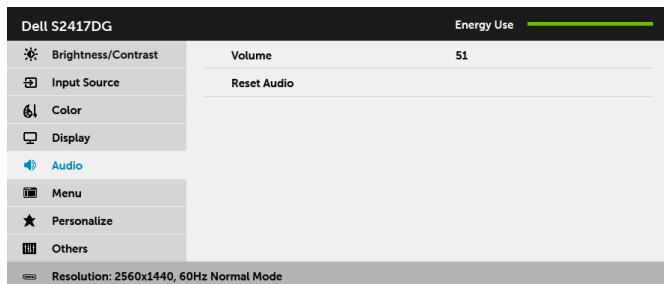 Dell S2417DG Energy Use
Brightness/Contrast Volume 51
Input Source Reset Audio
Color
Display
Audio
Menu
Personalize
Others
Resolution: 2560x1440, 60Hz Normal Mode